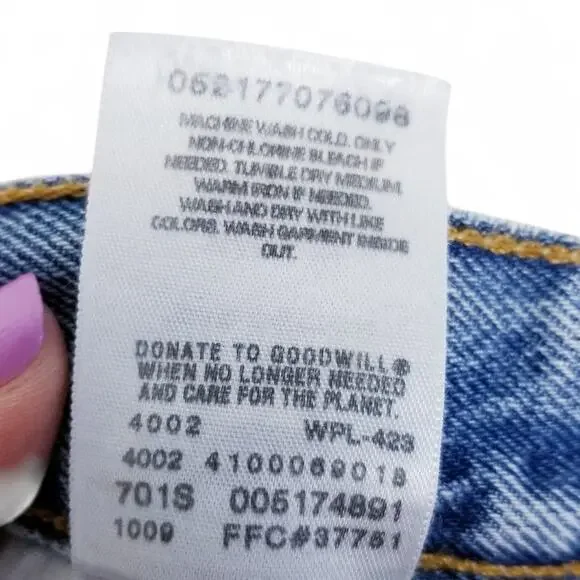 052177076098
MACHINE WASH COLD. ONLY
NON-CHLORINE BLEACH IF
NEEDED. TUMBLE DRY MEDIUM.
WARM IRON IF NEEDED.
WASH AND DRY WITH LIKE
COLORS. WASH GARMENT INSIDE
OUT.
DONATE TO GOODWILL®
WHEN NO LONGER NEEDED
AND CARE FOR THE PLANET.
4002 WPL-423
4002 4100069018
701S 005174891
1009 FFC#37751